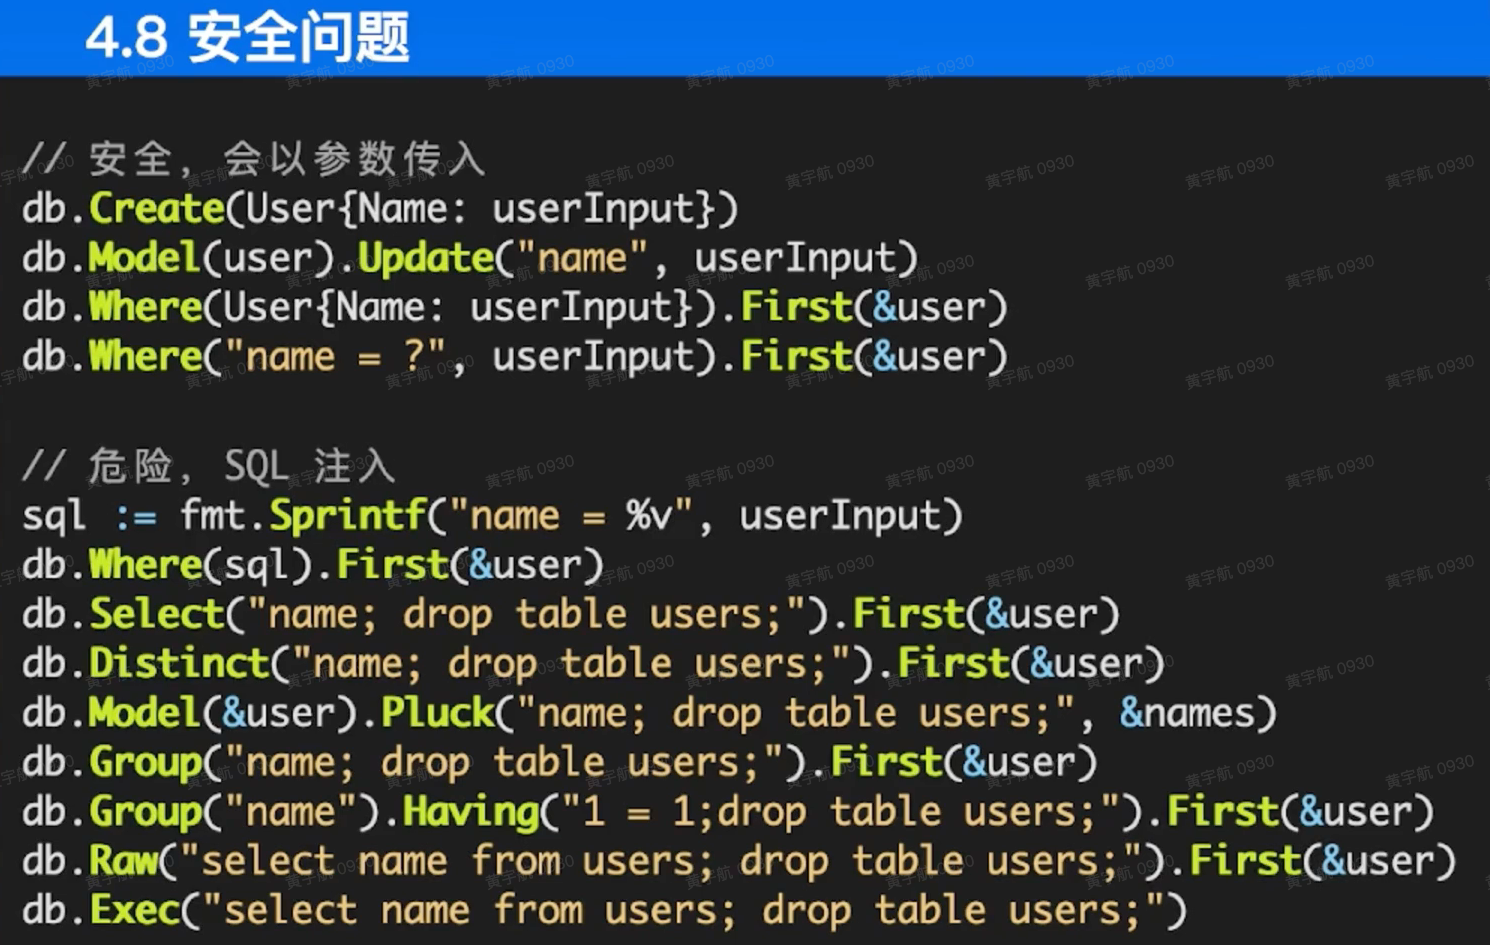 4.8 安全问题
// 安全，会以参数传入
db.Create(User{Name: userInput})
db.Model(user).Update("name", userInput)
db.Where(User{Name: userInput}).First(&user)
db.Where("name = ?", userInput).First(&user)
// 危险，SQL 注入
sql := fmt.Sprintf("name = %v", userInput)
db.Where(sql).First(&user)
db.Select("name; drop table users;").First(&user)
db.Distinct("name; drop table users;").First(&user)
db.Model(&user).Pluck("name; drop table users;", &names)
db.Group("name; drop table users;").First(&user)
db.Group("name").Having("1 = 1;drop table users;").First(&user)
db.Raw("select name from users; drop table users;").First(&user)
db.Exec("select name from users; drop table users;")
黄宇航 0930